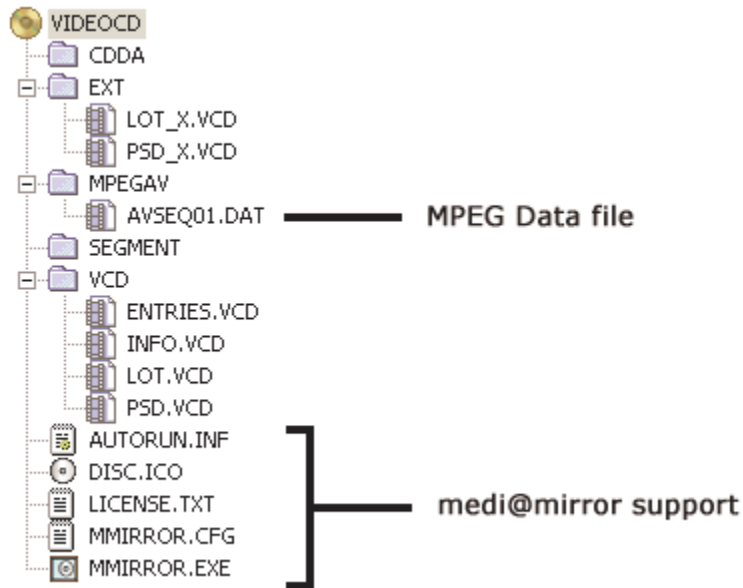 VIDEOCD
CDDA
EXT
LOT_X.VCD
PSD_X.VCD
MPEGAV
AVSEQ01.DAT MPEG Data file
SEGMENT
VCD
ENTRIES.VCD
INFO.VCD
LOT.VCD
PSD.VCD
AUTORUN.INF
DISC.ICO
LICENSE.TXT medi@mirror support
MMIRROR.CFG
MMIRROR.EXE